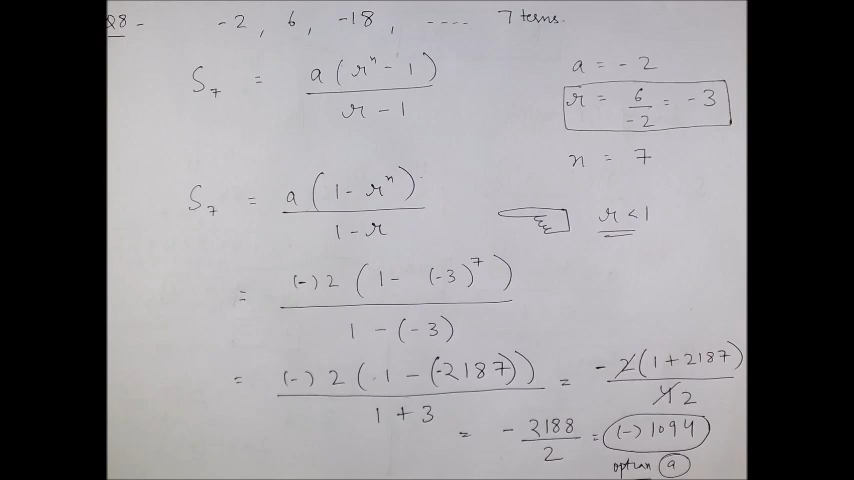 Q8 - -2, 6, -18, ---- 7 terms.
S₇ = a(rⁿ - 1) / r - 1
a = -2
r = 6 / -2 = -3
n = 7
S₇ = a(1 - rⁿ) / 1 - r
r < 1
= (-) 2 (1 - (-3)⁷) / 1 - (-3)
= (-) 2 (1 - (-2187)) / 1 + 3 = - 2(1 + 2187) / 4 2
= - 2188 / 2 = (-) 1094
option (a)